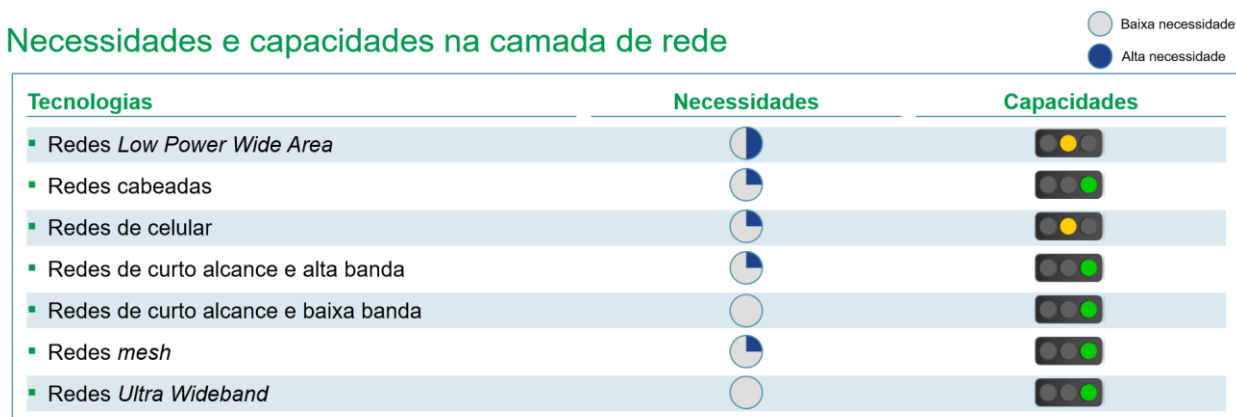 Necessidades e capacidades na camada de rede
Baixa necessidade
Alta necessidade
Tecnologias Necessidades Capacidades
Redes Low Power Wide Area
Redes cabeadas
Redes de celular
Redes de curto alcance e alta banda
Redes de curto alcance e baixa banda
Redes mesh
Redes Ultra Wideband